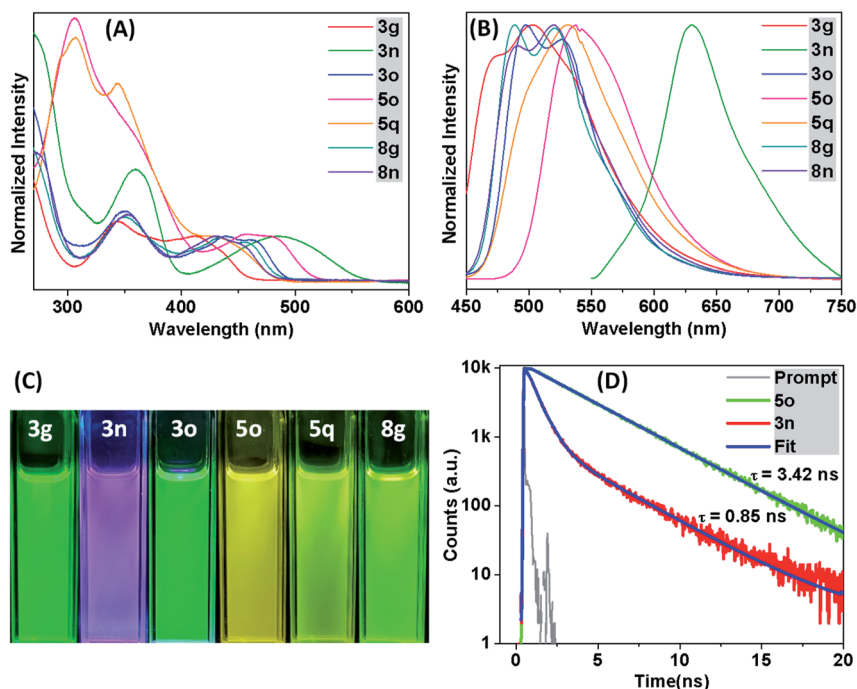 (A)
3g
3n
3o
5o
5q
8g
8n
Normalized Intensity
300 400 500 600
Wavelength (nm)
(B)
3g
3n
3o
5o
5q
8g
8n
Normalized Intensity
450 500 550 600 650 700 750
Wavelength (nm)
(C)
3g 3n 3o 5o 5q 8g
(D)
Prompt
5o
3n
Fit
10k
1k
100
10
1
Counts (a.u.)
τ = 3.42 ns
τ = 0.85 ns
0 5 10 15 20
Time(ns)